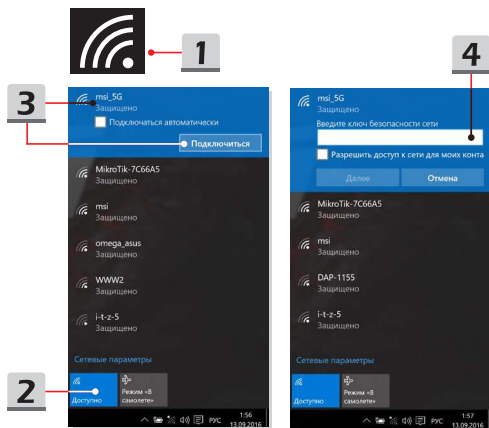 1
3
msi_5G
Защищено
Подключаться автоматически
Подключиться
MikroTik-7C66A5
Защищено
msi
Защищено
omega_asus
Защищено
WWW2
Защищено
i-t-z-5
Защищено
Сетевые параметры
2
Доступно
Режим «В
самолете»
РУС
1:56
13.09.2016
4
msi_5G
Защищено
Введите ключ безопасности сети
Разрешить доступ к сети для моих конта
Далее
Отмена
MikroTik-7C66A5
Защищено
msi
Защищено
DAP-1155
Защищено
i-t-z-5
Защищено
Сетевые параметры
Доступно
Режим «В
самолете»
РУС
1:57
13.09.2016